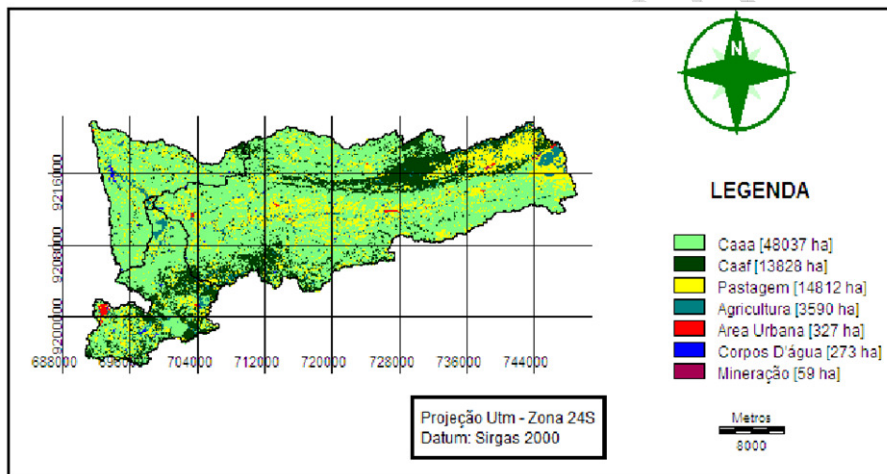 N
9216000
9208000
9200000
688000 696000 704000 712000 720000 728000 736000 744000
LEGENDA
Caaa [48037 ha]
Caaf [13828 ha]
Pastagem [14812 ha]
Agricultura [3590 ha]
Area Urbana [327 ha]
Corpos D'água [273 ha]
Mineração [59 ha]
Projeção Utm - Zona 24S
Datum: Sirgas 2000
Metros
8000